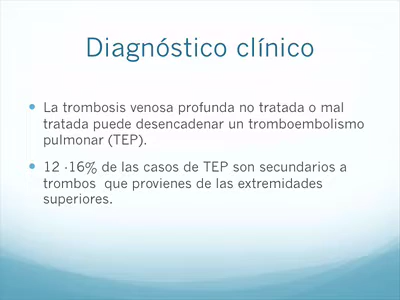 Diagnóstico clínico
La trombosis venosa profunda no tratada o mal
tratada puede desencadenar un tromboembolismo
pulmonar (TEP).
12 -16% de las casos de TEP son secundarios a
trombos  que provienes de las extremidades
superiores.